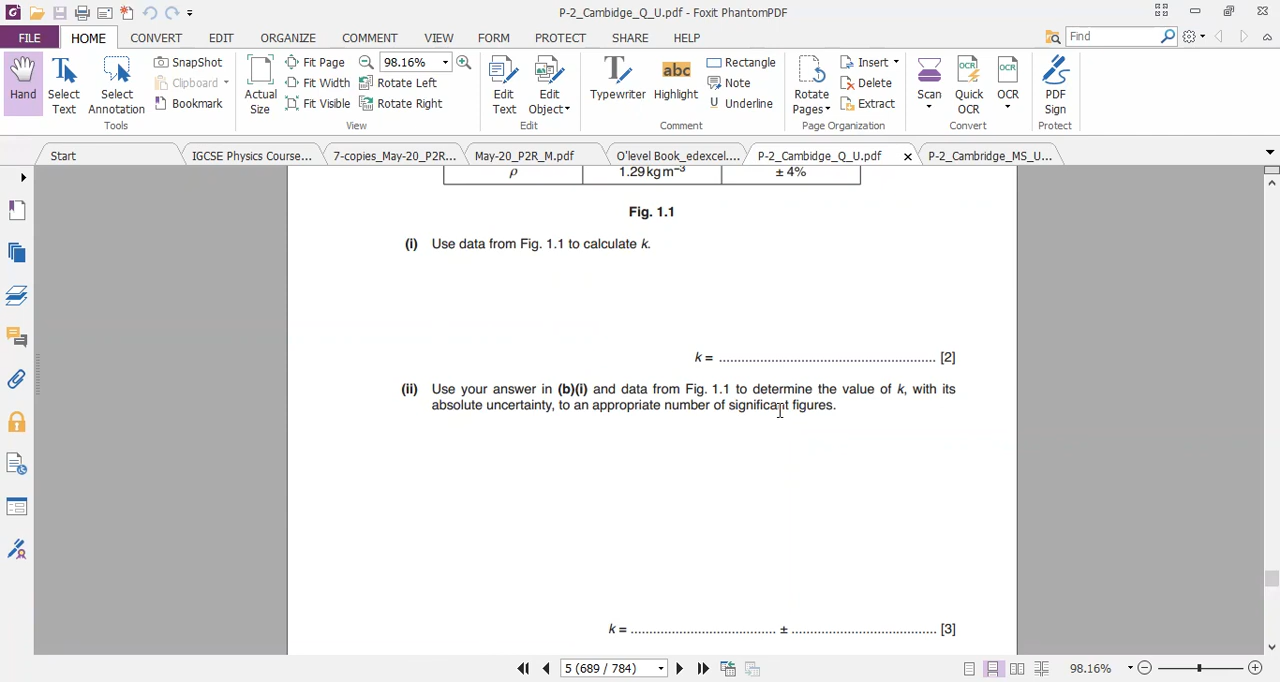 P-2_Cambidge_Q_U.pdf - Foxit PhantomPDF
FILE HOME CONVERT EDIT ORGANIZE COMMENT VIEW FORM PROTECT SHARE HELP Find
Hand Select Text Select Annotation SnapShot Clipboard Bookmark Tools
Actual Size Fit Page Fit Width Fit Visible 98.16% Rotate Left Rotate Right View
Edit Text Edit Object Edit
Typewriter Highlight Rectangle Note Underline Comment
Rotate Pages Insert Delete Extract Page Organization
Scan Quick OCR OCR Convert
PDF Sign Protect
Start IGCSE Physics Course... 7-copies_May-20_P2R... May-20_P2R_M.pdf O'level Book_edexcel.... P-2_Cambidge_Q_U.pdf P-2_Cambridge_MS_U...
ρ 1.29 kg m⁻³ ± 4%
Fig. 1.1
(i) Use data from Fig. 1.1 to calculate k.
k = ....................................................... [2]
(ii) Use your answer in (b)(i) and data from Fig. 1.1 to determine the value of k, with its
absolute uncertainty, to an appropriate number of significant figures.
k = ..................................... ± ..................................... [3]
5 (689 / 784) 98.16%